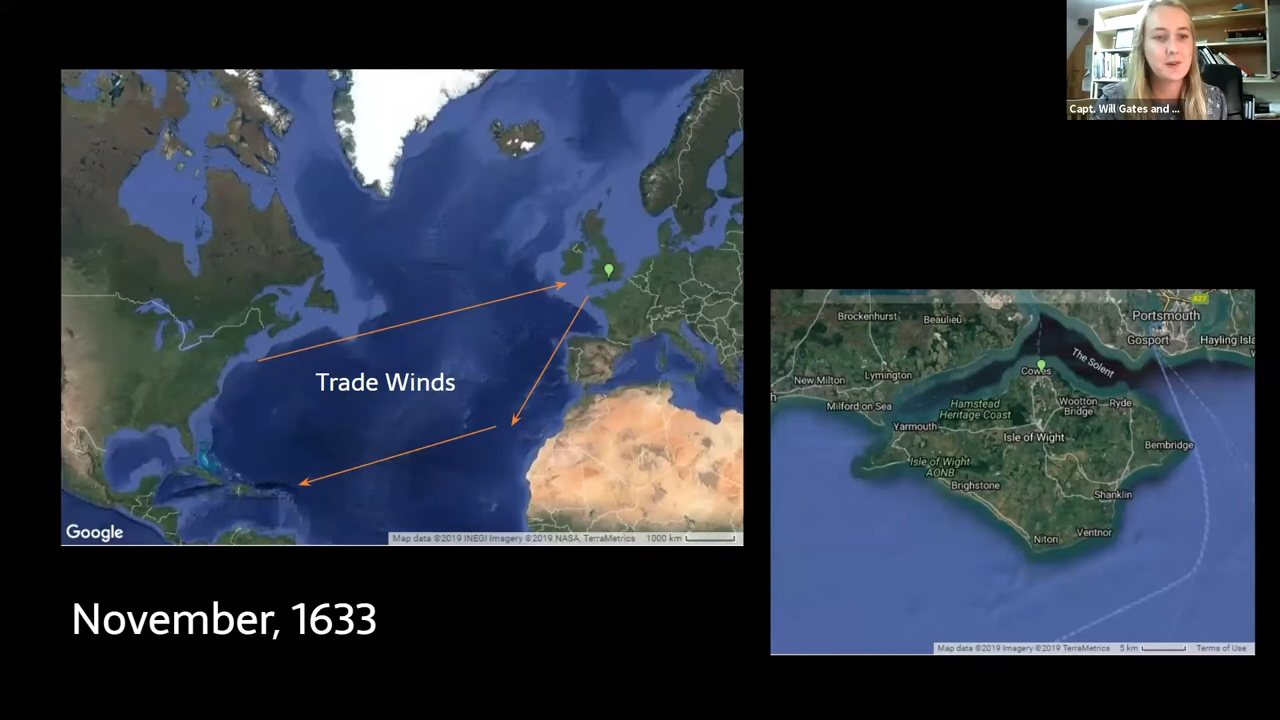 Capt. Will Gates and ...
Trade Winds
Google
Map data ©2019 INEGI Imagery ©2019 NASA, TerraMetrics 1000 km
November, 1633
A27
Brockenhurst
Beaulieu
Portsmouth
Gosport
Hayling Isla
The Solent
New Milton
Lymington
Cowes
h
Milford on Sea
Hamstead
Heritage Coast
Wootton
Bridge
Ryde
Yarmouth
Isle of Wight
Bembridge
Isle of Wight
AONB
Brighstone
Shanklin
Niton
Ventnor
Map data ©2019 Imagery ©2019 TerraMetrics 5 km Terms of Use